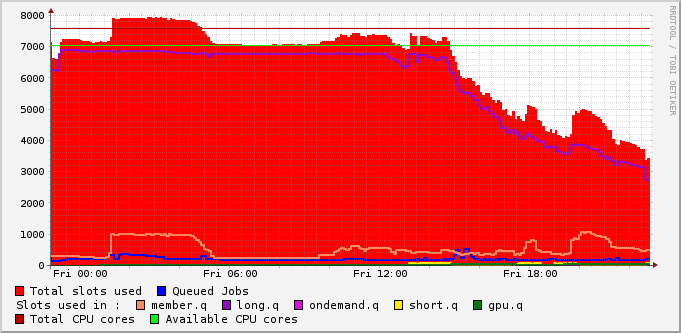 8000
7000
6000
5000
4000
3000
2000
1000
0
Fri 00:00 Fri 06:00 Fri 12:00 Fri 18:00
Total slots used Queued Jobs
Slots used in : member.q long.q ondemand.q short.q gpu.q
Total CPU cores Available CPU cores
RRDTOOL / TOBI OETIKER